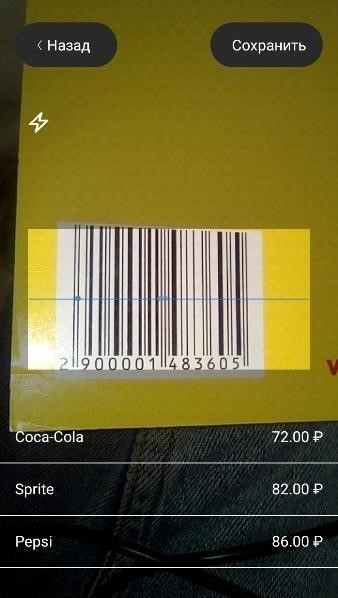 Назад
Сохранить
2 900001 483605
Coca-Cola 72.00 ₽
Sprite 82.00 ₽
Pepsi 86.00 ₽